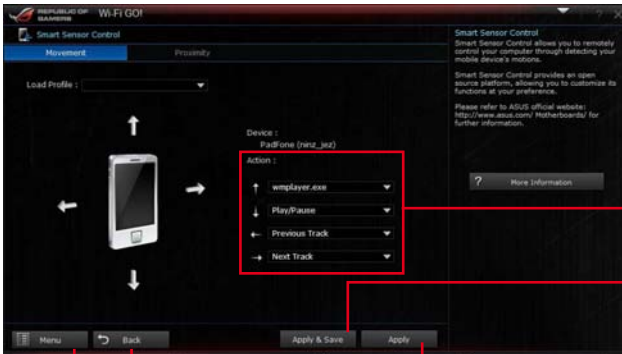 REPUBLIC OF
GAMERS
Wi-Fi GO!
?
Smart Sensor Control
Movement
Proximity
Load Profile :
Device :
PadFone (ninz_jez)
Action :
wmplayer.exe
Play/Pause
Previous Track
Next Track
Menu
Back
Apply & Save
Apply
Smart Sensor Control
Smart Sensor Control allows you to remotely
control your computer through detecting your
mobile device's motions.
Smart Sensor Control provides an open
source platform, allowing you to customize its
functions at your preference.
Please refer to ASUS official website:
http://www.asus.com/ Motherboards/ for
further information.
? More Information